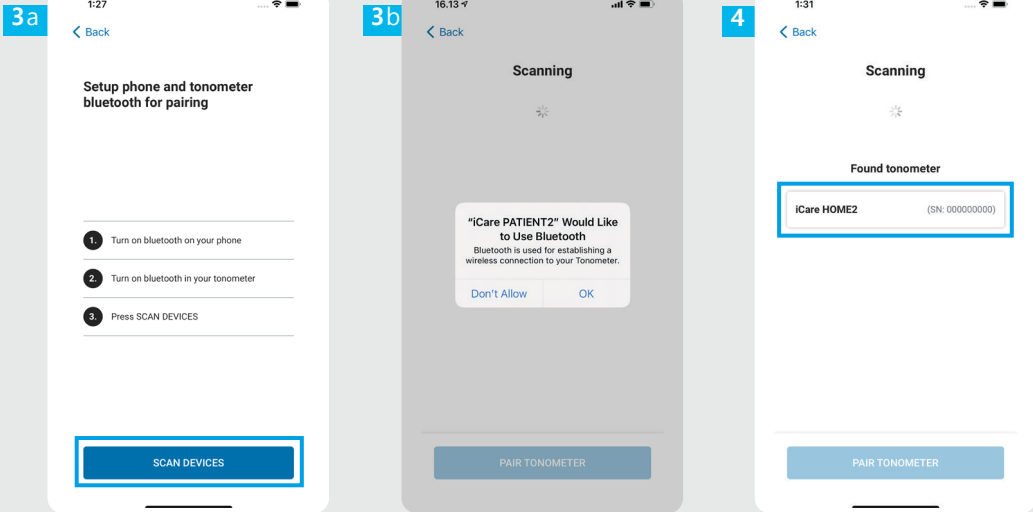 3a
1:27
Back
Setup phone and tonometer
bluetooth for pairing
1. Turn on bluetooth on your phone
2. Turn on bluetooth in your tonometer
3. Press SCAN DEVICES
SCAN DEVICES
3b
16.13
Back
Scanning
“iCare PATIENT2” Would Like
to Use Bluetooth
Bluetooth is used for establishing a
wireless connection to your Tonometer.
Don't Allow OK
PAIR TONOMETER
4
1:31
Back
Scanning
Found tonometer
iCare HOME2 (SN: 000000000)
PAIR TONOMETER